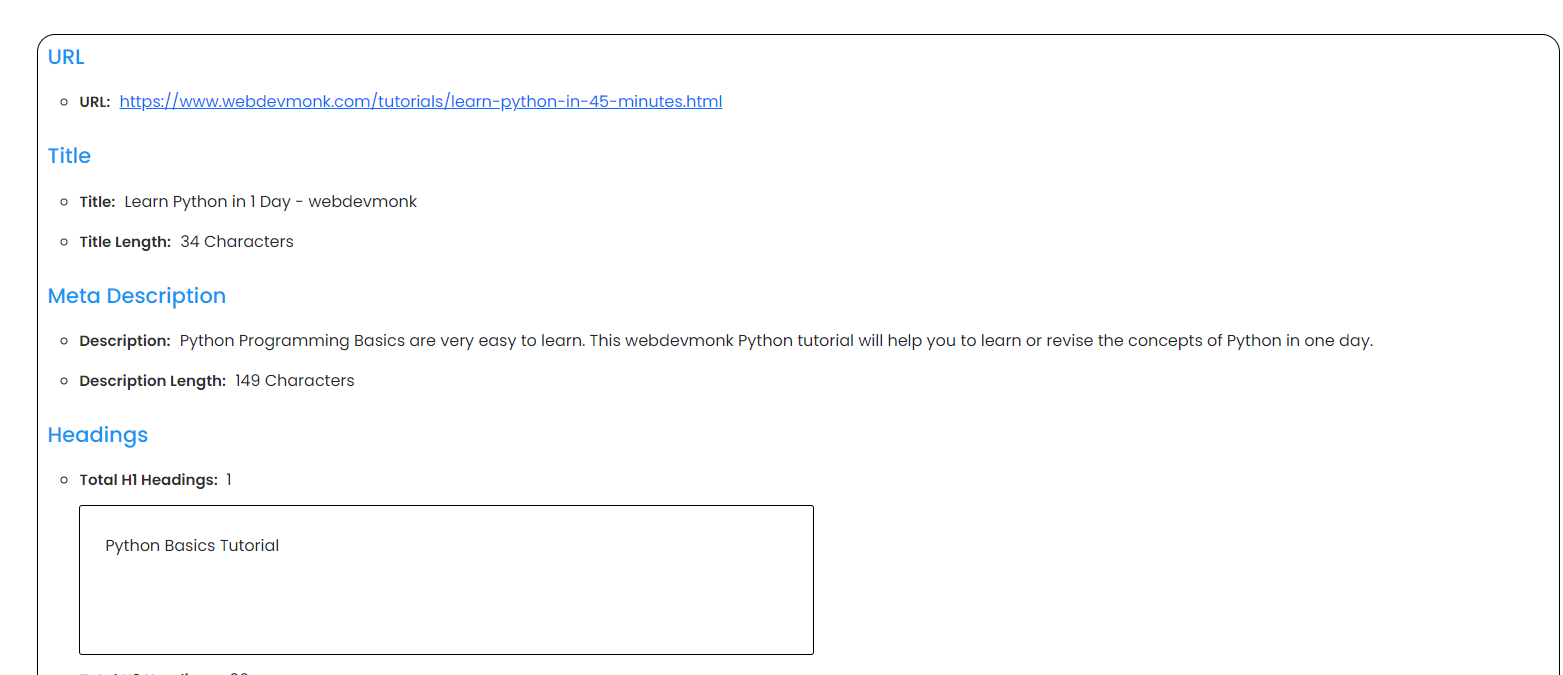 URL
URL: https://www.webdevmonk.com/tutorials/learn-python-in-45-minutes.html
Title
Title: Learn Python in 1 Day - webdevmonk
Title Length: 34 Characters
Meta Description
Description: Python Programming Basics are very easy to learn. This webdevmonk Python tutorial will help you to learn or revise the concepts of Python in one day.
Description Length: 149 Characters
Headings
Total H1 Headings: 1
Python Basics Tutorial